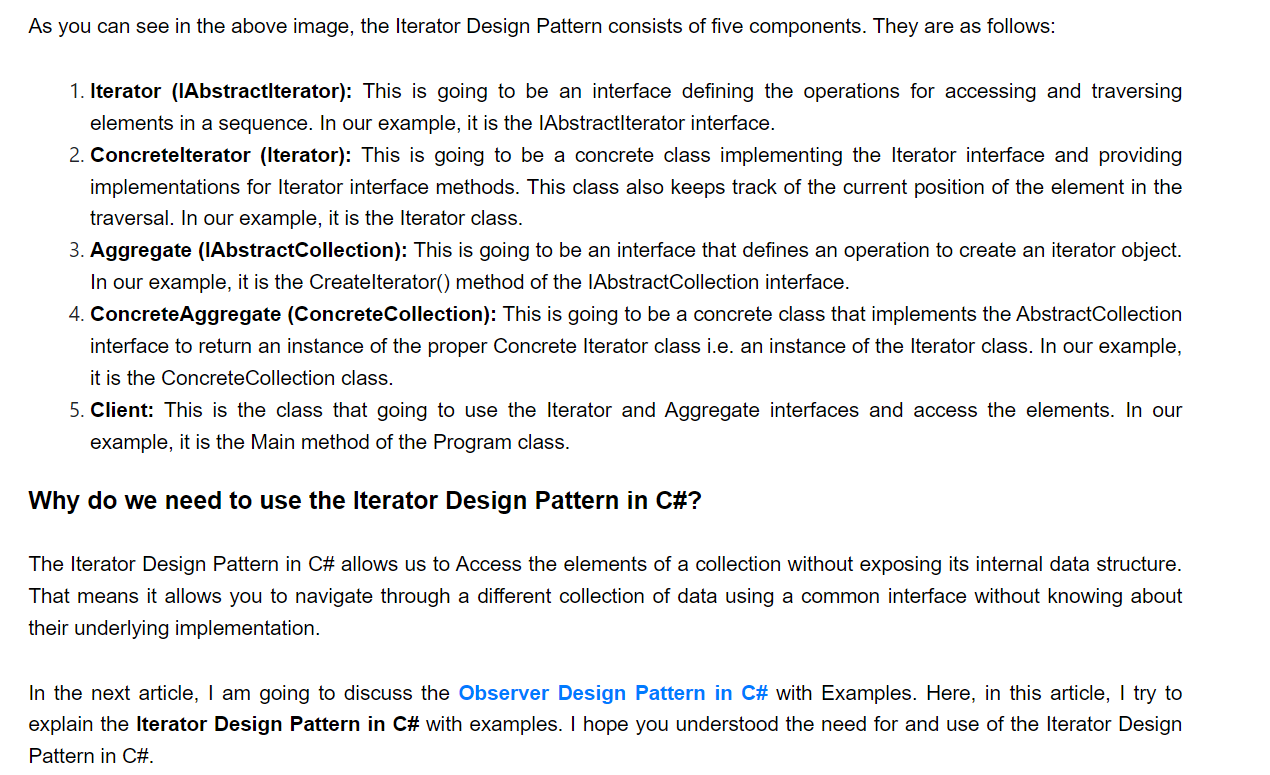 As you can see in the above image, the Iterator Design Pattern consists of five components. They are as follows:
1. Iterator (IAbstractIterator): This is going to be an interface defining the operations for accessing and traversing
elements in a sequence. In our example, it is the IAbstractIterator interface.
2. ConcreteIterator (Iterator): This is going to be a concrete class implementing the Iterator interface and providing
implementations for Iterator interface methods. This class also keeps track of the current position of the element in the
traversal. In our example, it is the Iterator class.
3. Aggregate (IAbstractCollection): This is going to be an interface that defines an operation to create an iterator object.
In our example, it is the CreateIterator() method of the IAbstractCollection interface.
4. ConcreteAggregate (ConcreteCollection): This is going to be a concrete class that implements the AbstractCollection
interface to return an instance of the proper Concrete Iterator class i.e. an instance of the Iterator class. In our example,
it is the ConcreteCollection class.
5. Client: This is the class that going to use the Iterator and Aggregate interfaces and access the elements. In our
example, it is the Main method of the Program class.
Why do we need to use the Iterator Design Pattern in C#?
The Iterator Design Pattern in C# allows us to Access the elements of a collection without exposing its internal data structure.
That means it allows you to navigate through a different collection of data using a common interface without knowing about
their underlying implementation.
In the next article, I am going to discuss the Observer Design Pattern in C# with Examples. Here, in this article, I try to
explain the Iterator Design Pattern in C# with examples. I hope you understood the need for and use of the Iterator Design
Pattern in C#.